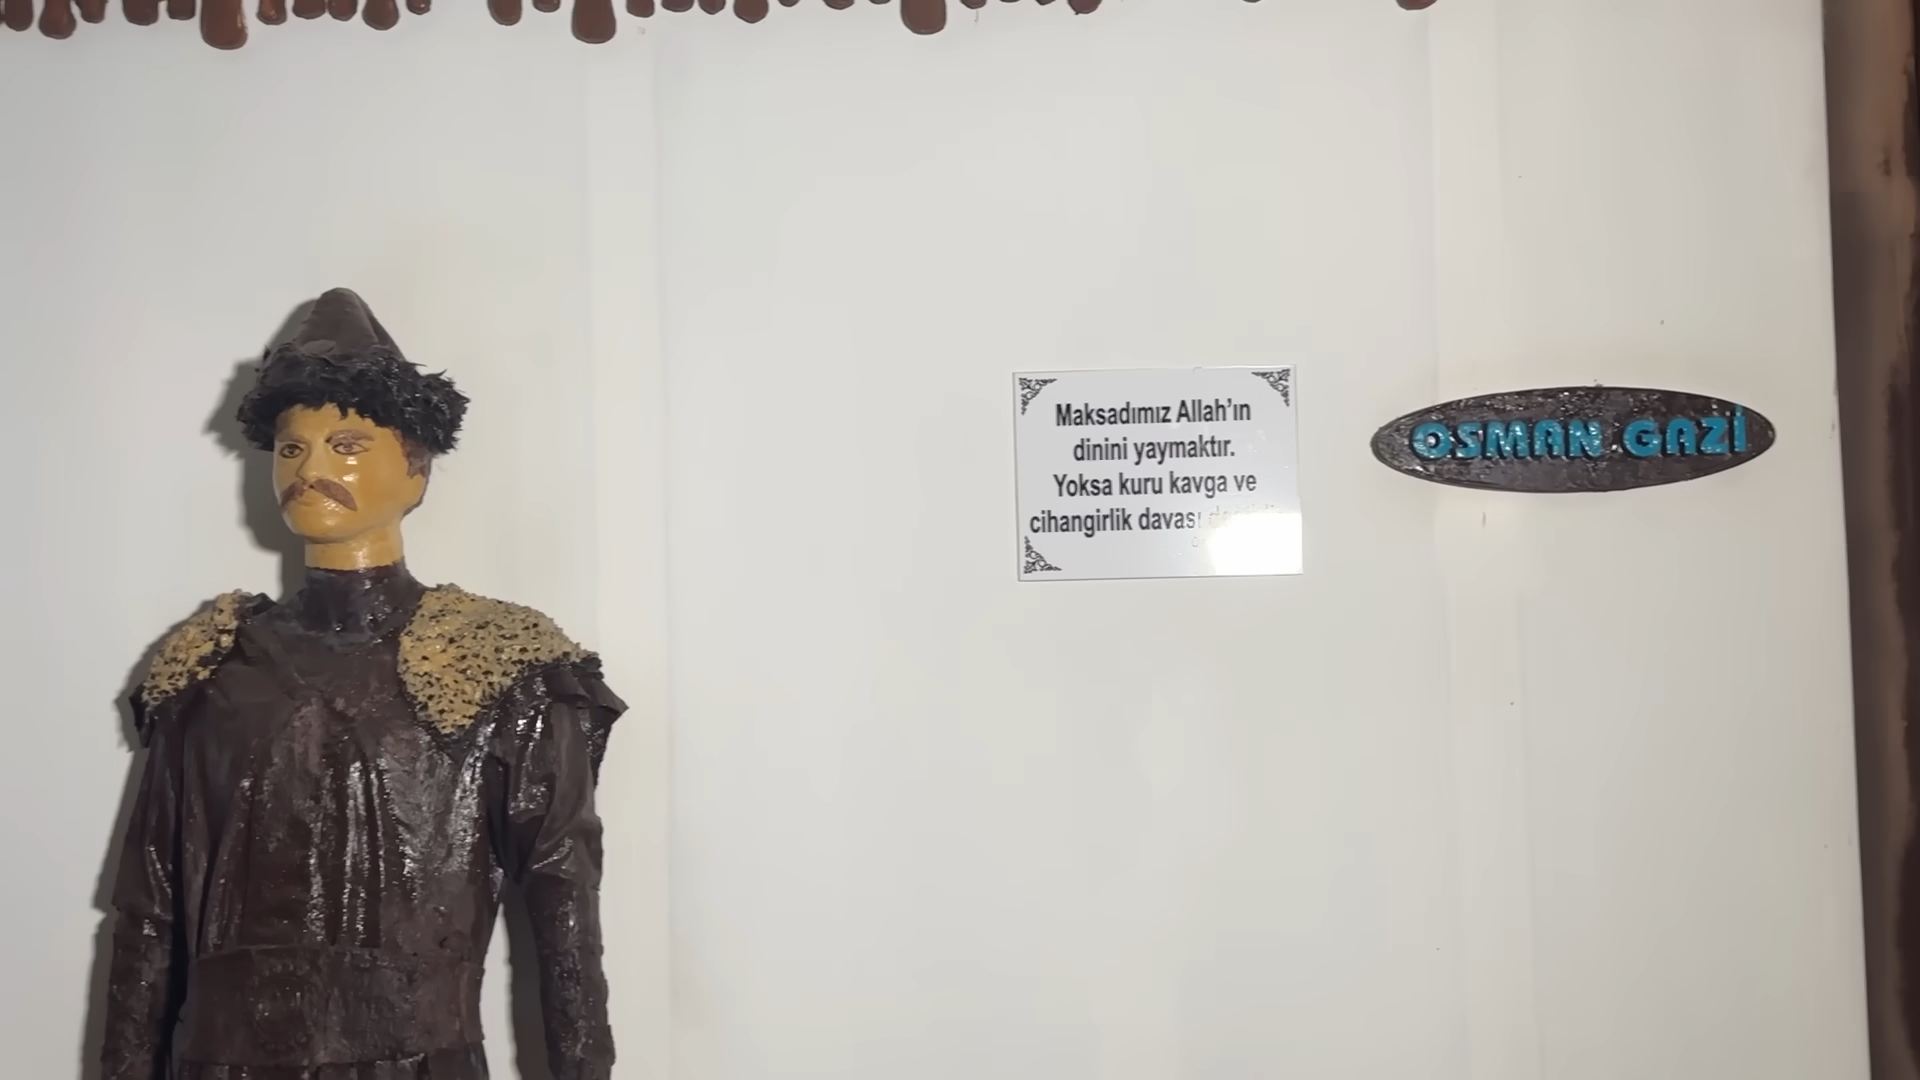 Maksadımız Allah'ın
dinini yaymaktır.
Yoksa kuru kavga ve
cihangirlik davası
OSMAN GAZİ